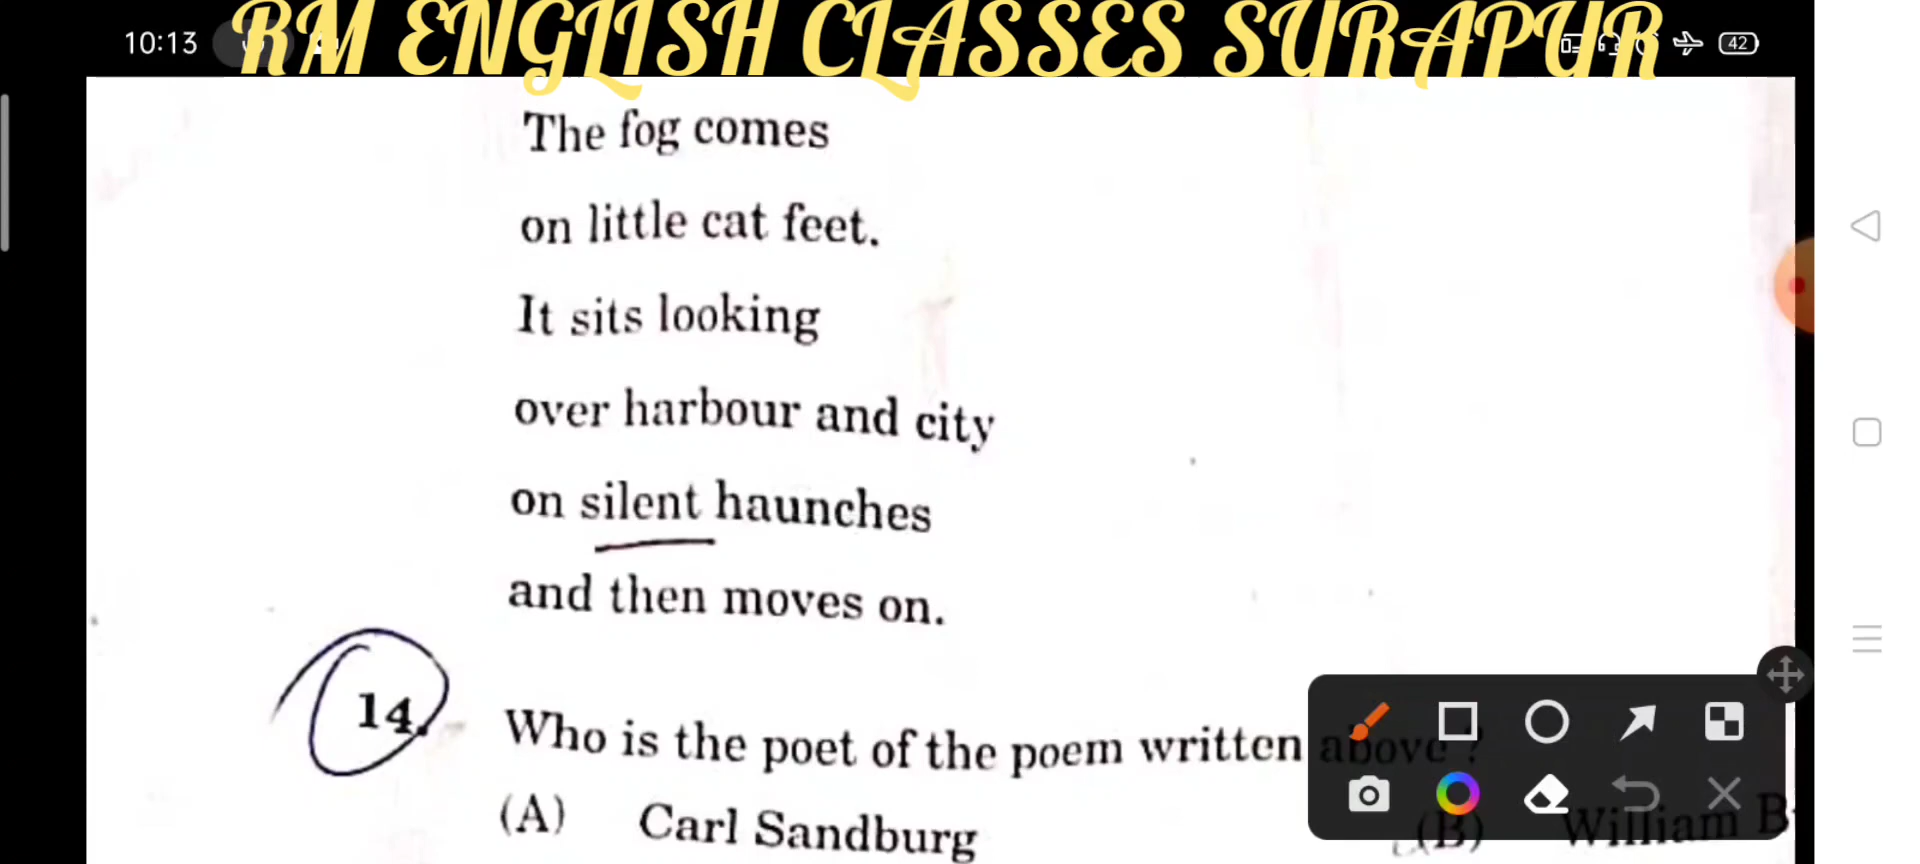 RM ENGLISH CLASSES SURAPUR
10:13
42
The fog comes
on little cat feet.
It sits looking
over harbour and city
on silent haunches
and then moves on.
14. Who is the poet of the poem written above ?
(A) Carl Sandburg
(B) William B